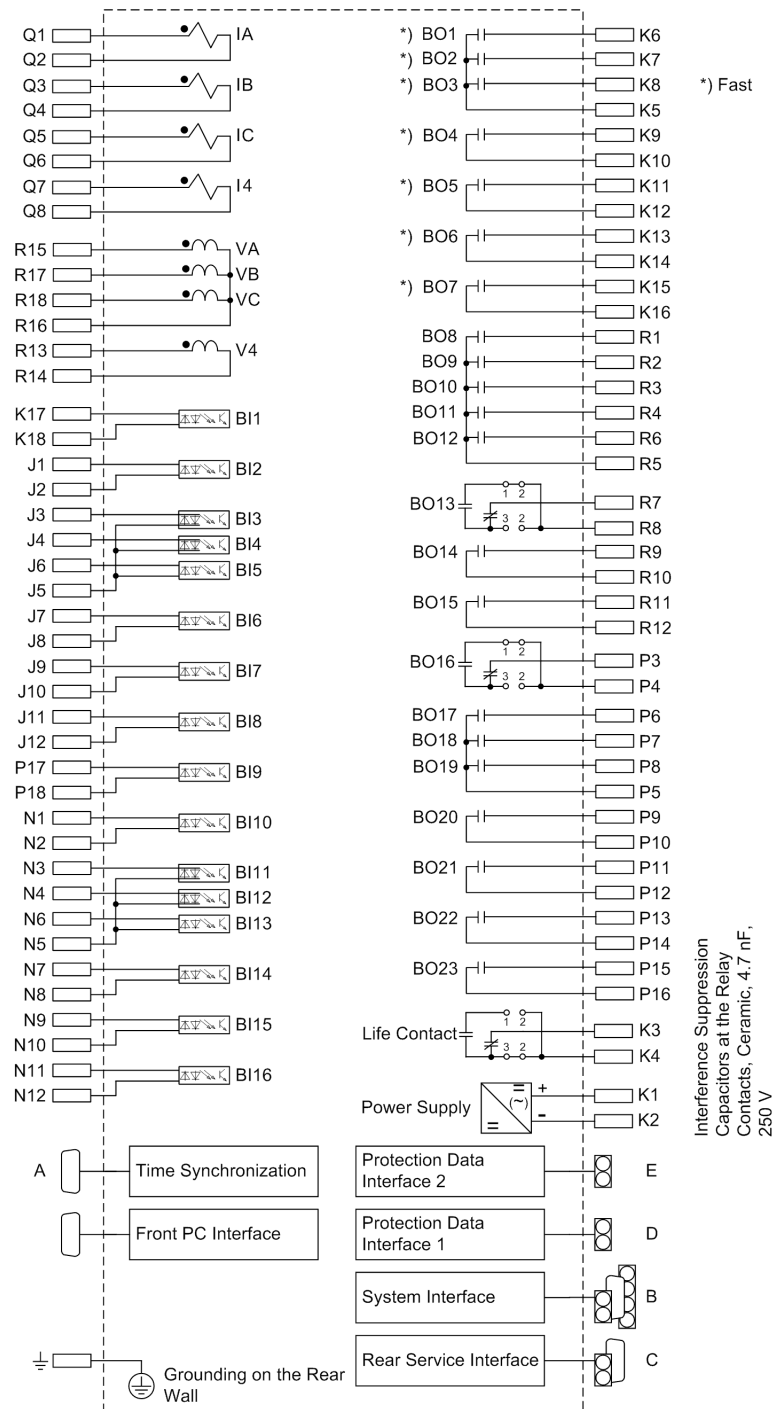 Q1 IA *) BO1 K6
Q2 *) BO2 K7
Q3 IB *) BO3 K8 *) Fast
Q4 K5
Q5 IC *) BO4 K9
Q6 K10
Q7 I4 *) BO5 K11
Q8 K12
*) BO6 K13
R15 VA
K14
R17 VB
R18 VC *) BO7 K15
R16 K16
R13 V4 BO8 R1
R14 BO9 R2
BO10 R3
K17 BI1 BO11 R4
K18 BO12 R6
J1 BI2 R5
J2
J3 BI3 BO13 1 2 R7
3 2 R8
J4 BI4
J6 BI5 BO14 R9
J5 R10
J7 BI6 BO15 R11
J8 R12
J9 BI7 BO16 1 2 P3
J10 3 2 P4
J11 BI8 BO17 P6
J12 BO18 P7
P17 BI9 BO19 P8
P18 P5
N1 BI10 BO20 P9
N2 P10
N3 BI11 BO21 P11
N4 BI12 P12
N6 BI13 BO22 P13
N5 P14
N7 BI14 BO23 P15
N8 P16
N9 BI15 Life Contact 1 2 K3
N10 3 2 K4
N11 BI16
N12
Power Supply = (~) = + - K1
K2
Interference Suppression
Capacitors at the Relay
Contacts, Ceramic, 4.7 nF,
250 V
A Time Synchronization
Protection Data
Interface 2
E
Front PC Interface
Protection Data
Interface 1
D
System Interface B
Rear Service Interface C
Grounding on the Rear
Wall